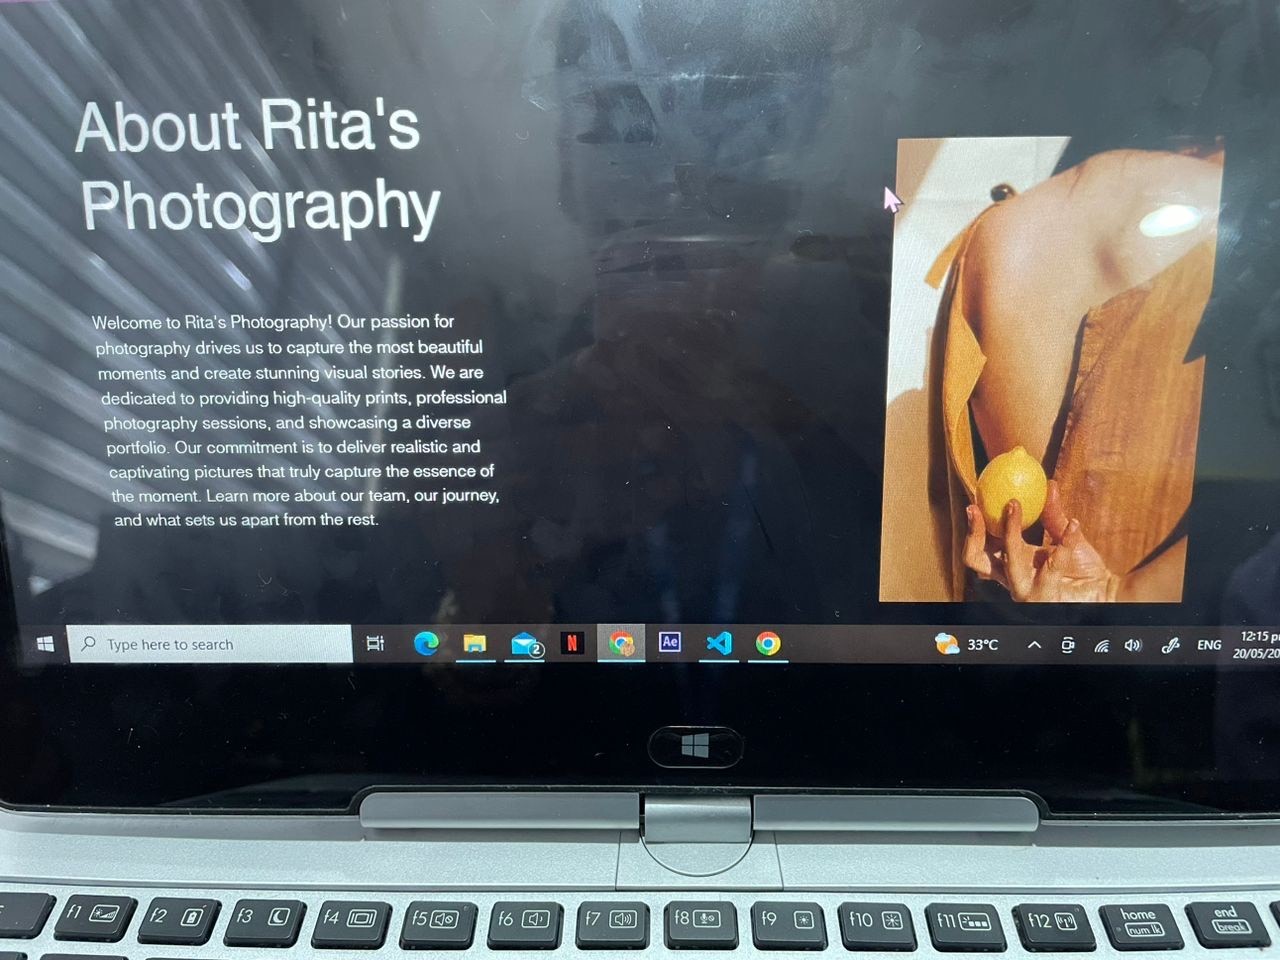 About Rita's
Photography
Welcome to Rita's Photography! Our passion for
photography drives us to capture the most beautiful
moments and create stunning visual stories. We are
dedicated to providing high-quality prints, professional
photography sessions, and showcasing a diverse
portfolio. Our commitment is to deliver realistic and
captivating pictures that truly capture the essence of
the moment. Learn more about our team, our journey,
and what sets us apart from the rest.
Type here to search
2
N
Ae
33°C
ENG
12:15
20/05/20
f1
f2
f3
f4
f5
f6
f7
f8
f9
f10
f11
f12
home
num lk
end
break